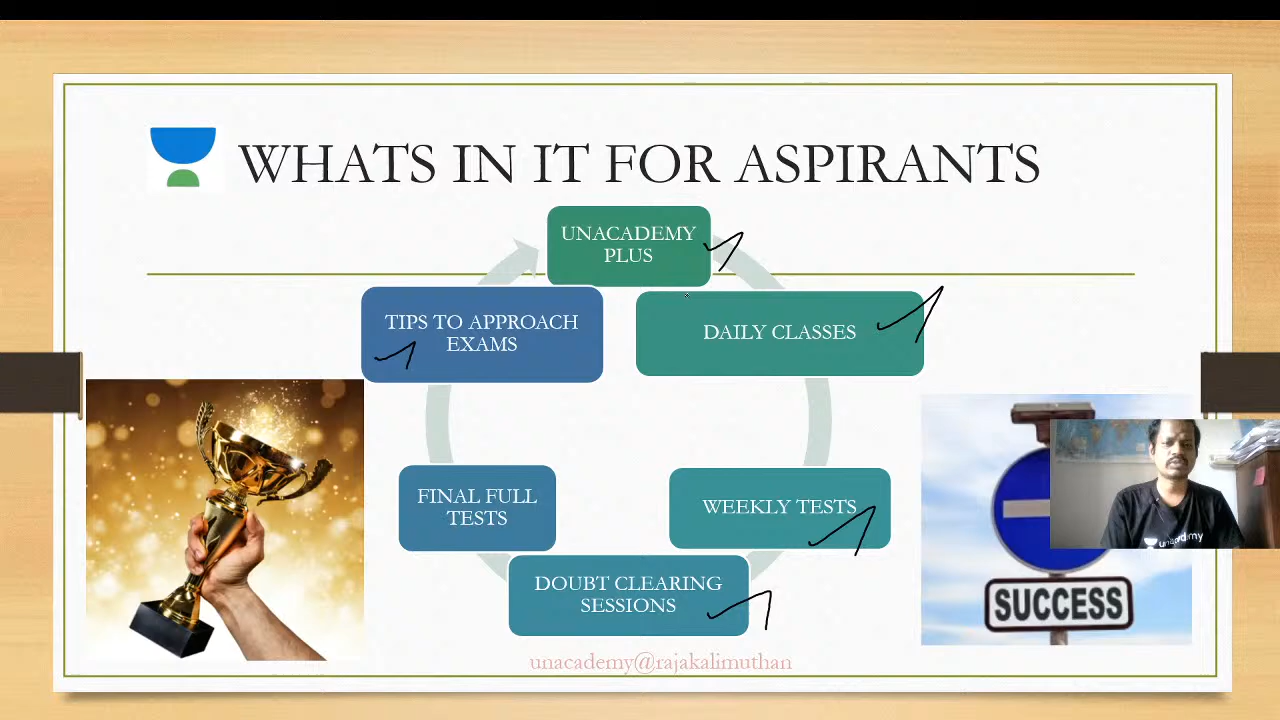 WHATS IN IT FOR ASPIRANTS
UNACADEMY
PLUS
DAILY CLASSES
WEEKLY TESTS
DOUBT CLEARING
SESSIONS
FINAL FULL
TESTS
TIPS TO APPROACH
EXAMS
SUCCESS
unacademy
unacademy@rajakalimuthan